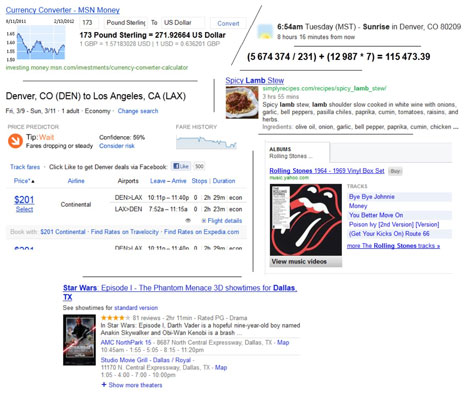 Currency Converter - MSN Money
9/11/2011 2/13/2012 173 Pound Sterling To US Dollar Convert
173 Pound Sterling = 271.92664 US Dollar
1 GBP = 1.57183028 USD | 1 USD = 0.636201 GBP
investing.money.msn.com/investments/currency-converter-calculator
6:54am Tuesday (MST) - Sunrise in Denver, CO 80209
8 hours 16 minutes from now
(5 674 374 / 231) + (12 987 * 7) = 115 473.39
Spicy Lamb Stew
simplyrecipes.com/recipes/spicy_lamb_stew/
3 hrs 55 mins
Spicy lamb stew, lamb shoulder slow cooked in white wine with onions,
garlic, bell peppers, pasilla chiles, paprika, cumin, tomatoes, raisins, and
herbs.
Ingredients: olive oil, onion, garlic, bell pepper, paprika, cumin, chicken ...
Denver, CO (DEN) to Los Angeles, CA (LAX)
Fri, 3/9 - Sun, 3/11 · 1 adult · Economy · Change search
PRICE PREDICTOR FARE HISTORY
Tip:Wait Confidence: 56%
Fares dropping or steady Consider risk
Track fares · Click Like to get Denver deals via Facebook: Like 300
Price* Airline Airports Leave – Arrive Stops Duration
$201 Continental DEN>LAX 10:11p – 11:40p 0 2h 29m econ
Select LAX>DEN 7:52a – 11:15a 0 2h 23m econ
Flight details
Book with $201 Continental · Find Rates on Travelocity · Find Rates on Expedia.com
$201 DEN>LAX 10:11p – 11:40p 0 2h 29m econ
ALBUMS
Rolling Stones ...
Rolling Stones 1964 - 1969 Vinyl Box Set Buy
music.yahoo.com
TRACKS
Bye Bye Johnnie
Money
You Better Move On
Poison Ivy [2nd Version] [Version]
(Get Your Kicks On) Route 66
more The Rolling Stones tracks »
View music videos
Star Wars: Episode I - The Phantom Menace 3D showtimes for Dallas,
TX
See showtimes for standard version
81 reviews - 2hr 11min - Rated PG - Drama
In Star Wars: Episode I, Darth Vader is a hopeful nine-year-old boy named
Anakin Skywalker and Obi-Wan Kenobi is a brash ...
AMC NorthPark 15 - 8687 North Central Expressway, Dallas, TX - Map
10:45am - 1:55 - 5:05 - 8:15 - 11:20pm
Studio Movie Grill - Dallas / Royal -
11170 N. Central Expressway, Dallas, TX - Map
1:05 - 4:00 - 7:00 - 10:00pm
Show more theaters